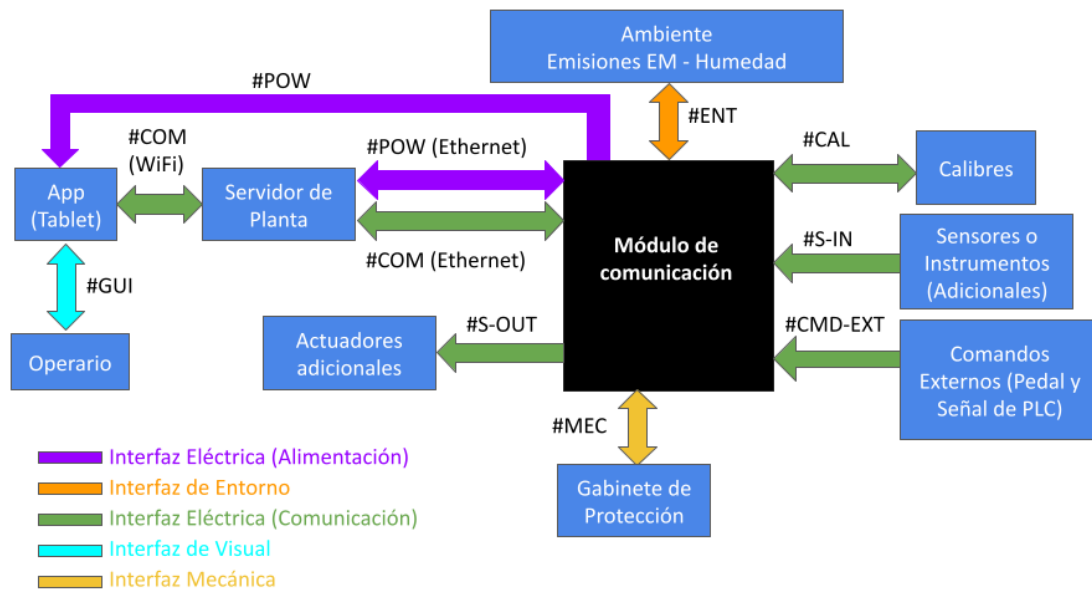 Ambiente
Emisiones EM - Humedad
#POW
#ENT
#COM
(WiFi)
#POW (Ethernet)
#CAL
App
(Tablet)
Servidor de
Planta
Calibres
Módulo de
comunicación
#S-IN
Sensores o
Instrumentos
(Adicionales)
#COM (Ethernet)
#GUI
#S-OUT
#CMD-EXT
Operario
Actuadores
adicionales
Comandos
Externos (Pedal y
Señal de PLC)
#MEC
Gabinete de
Protección
Interfaz Eléctrica (Alimentación)
Interfaz de Entorno
Interfaz Eléctrica (Comunicación)
Interfaz de Visual
Interfaz Mecánica